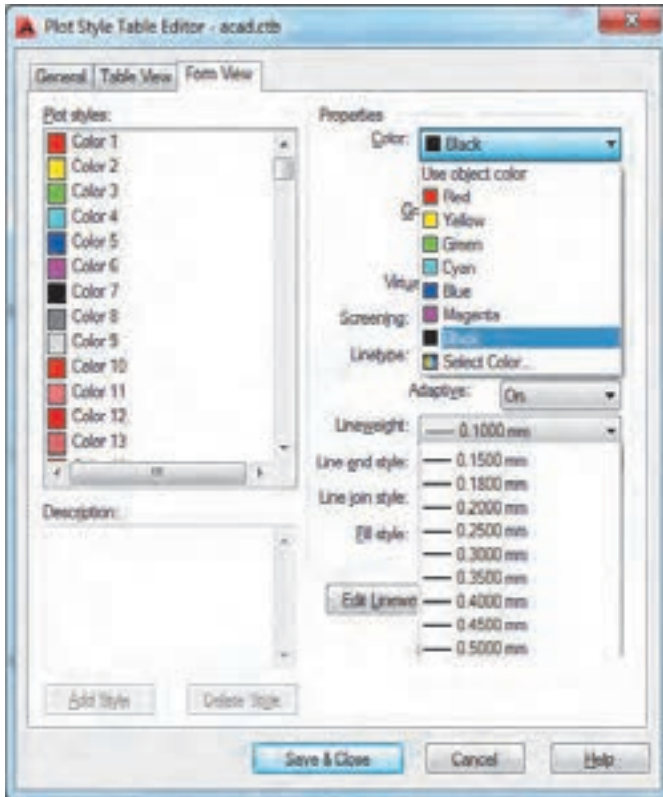 Plot Style Table Editor - acad.ctb
General
Table View
Form View
Plot styles:
Color 1
Color 2
Color 3
Color 4
Color 5
Color 6
Color 7
Color 8
Color 9
Color 10
Color 11
Color 12
Color 13
Description:
Add Style
Delete Style
Properties
Color:
Black
Use object color
Red
Yellow
Green
Cyan
Blue
Magenta
Black
Select Color...
Screening:
Linetype:
Adaptive:
On
Lineweight:
0.1000 mm
0.1500 mm
0.1800 mm
0.2000 mm
0.2500 mm
0.3000 mm
0.3500 mm
0.4000 mm
0.4500 mm
0.5000 mm
Line end style:
Line join style:
Fill style:
Edit
Save & Close
Cancel
Help